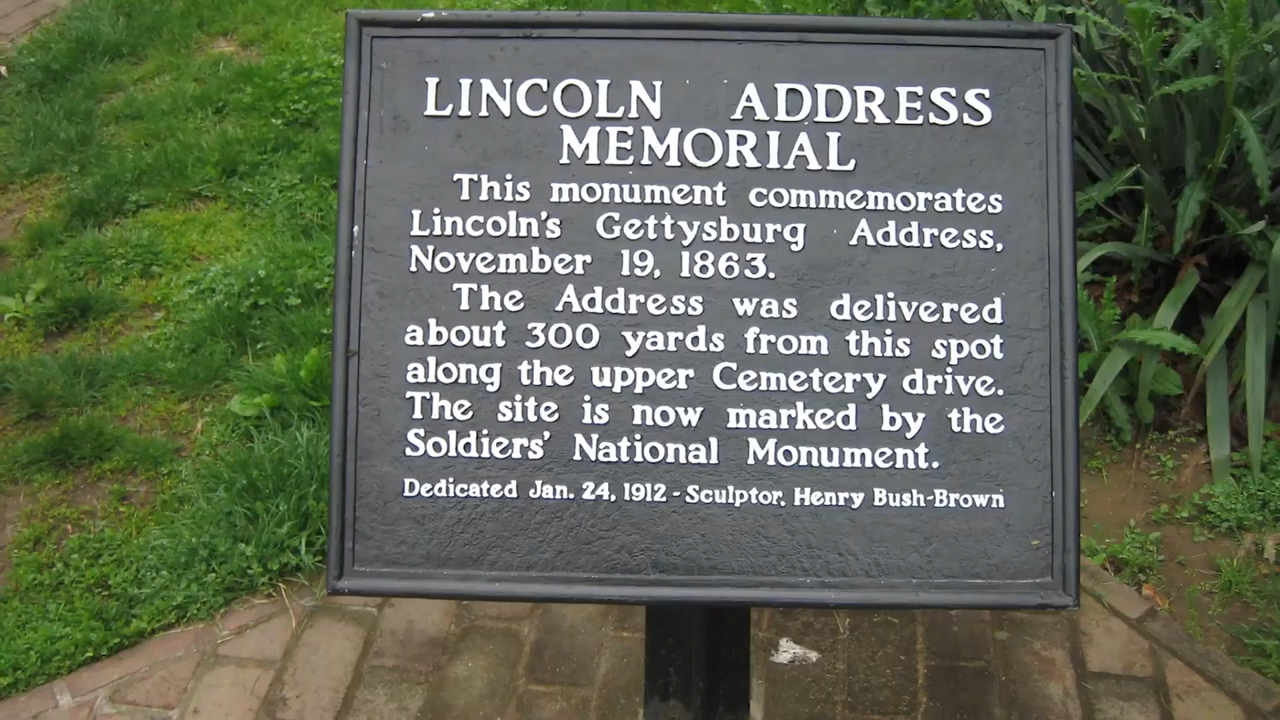 LINCOLN ADDRESS
MEMORIAL
This monument commemorates
Lincoln's Gettysburg Address,
November 19, 1863.
The Address was delivered
about 300 yards from this spot
along the upper Cemetery drive.
The site is now marked by the
Soldiers' National Monument.
Dedicated Jan. 24, 1912 - Sculptor, Henry Bush-Brown